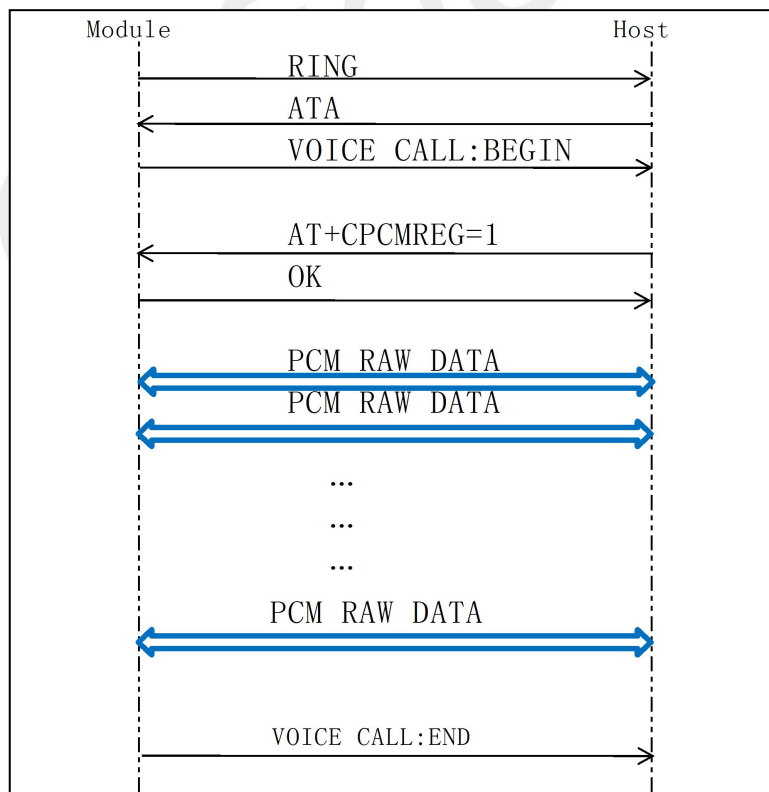 Module Host
RING
ATA
VOICE CALL:BEGIN
AT+CPCMREG=1
OK
PCM RAW DATA
PCM RAW DATA
...
...
...
PCM RAW DATA
VOICE CALL:END